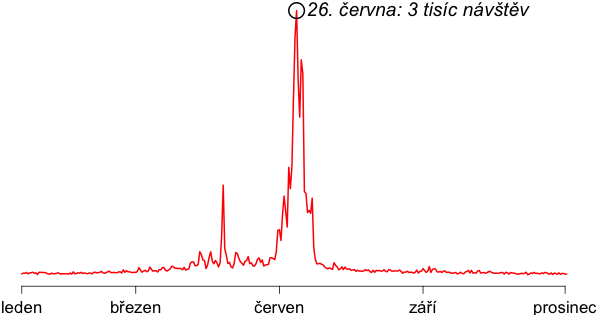 26. června: 3 tisíc návštěv
leden březen červen září prosinec